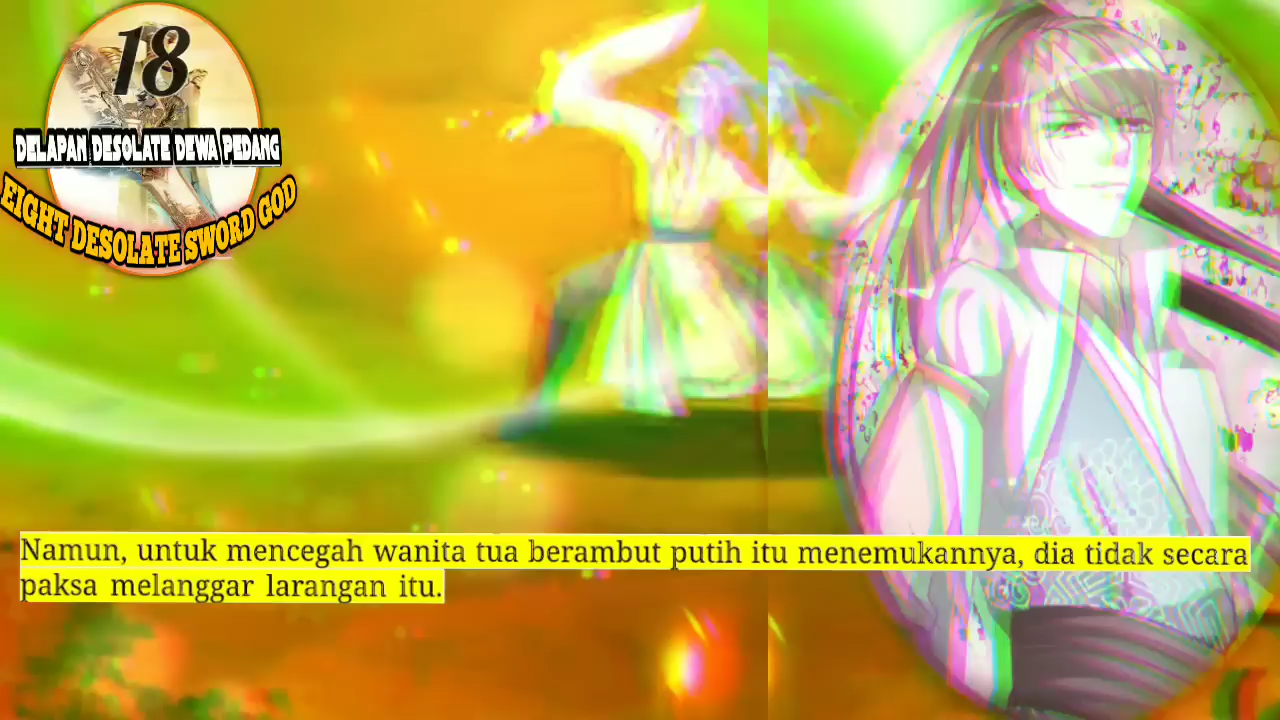 18
DELAPAN DESOLATE DEWA PEDANG
EIGHT DESOLATE SWORD GOD
Namun, untuk mencegah wanita tua berambut putih itu menemukannya, dia tidak secara
paksa melanggar larangan itu.